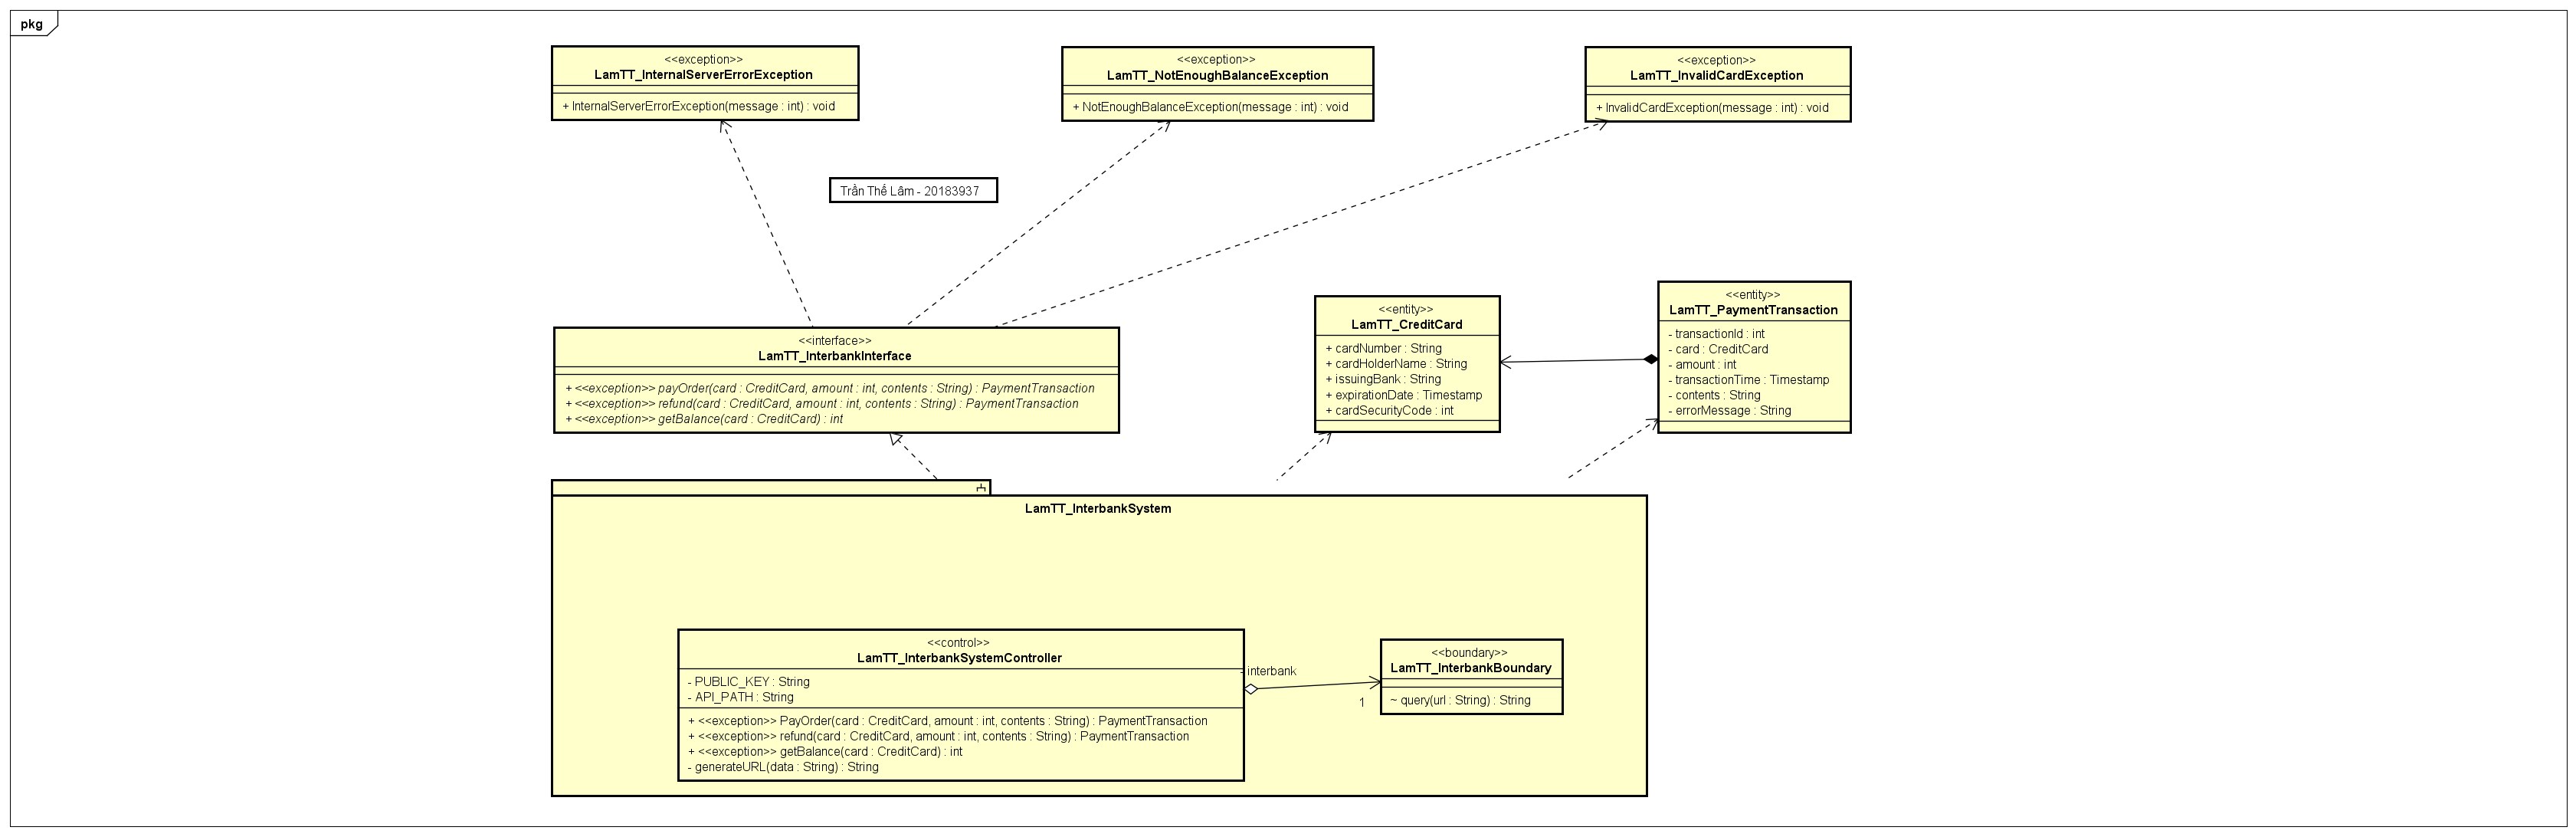 pkg
<<exception>>
LamTT_InternalServerErrorException
+ InternalServerErrorException(message : int) : void
<<exception>>
LamTT_NotEnoughBalanceException
+ NotEnoughBalanceException(message : int) : void
<<exception>>
LamTT_InvalidCardException
+ InvalidCardException(message : int) : void
Trần Thế Lâm - 20183937
<<interface>>
LamTT_InterbankInterface
+ <<exception>> payOrder(card : CreditCard, amount : int, contents : String) : PaymentTransaction
+ <<exception>> refund(card : CreditCard, amount : int, contents : String) : PaymentTransaction
+ <<exception>> getBalance(card : CreditCard) : int
<<entity>>
LamTT_CreditCard
+ cardNumber : String
+ cardHolderName : String
+ issuingBank : String
+ expirationDate : Timestamp
+ cardSecurityCode : int
<<entity>>
LamTT_PaymentTransaction
- transactionId : int
- card : CreditCard
- amount : int
- transactionTime : Timestamp
- contents : String
- errorMessage : String
LamTT_InterbankSystem
<<control>>
LamTT_InterbankSystemController
- PUBLIC_KEY : String
- API_PATH : String
+ <<exception>> PayOrder(card : CreditCard, amount : int, contents : String) : PaymentTransaction
+ <<exception>> refund(card : CreditCard, amount : int, contents : String) : PaymentTransaction
+ <<exception>> getBalance(card : CreditCard) : int
- generateURL(data : String) : String
- interbank
1
<<boundary>>
LamTT_InterbankBoundary
~ query(url : String) : String